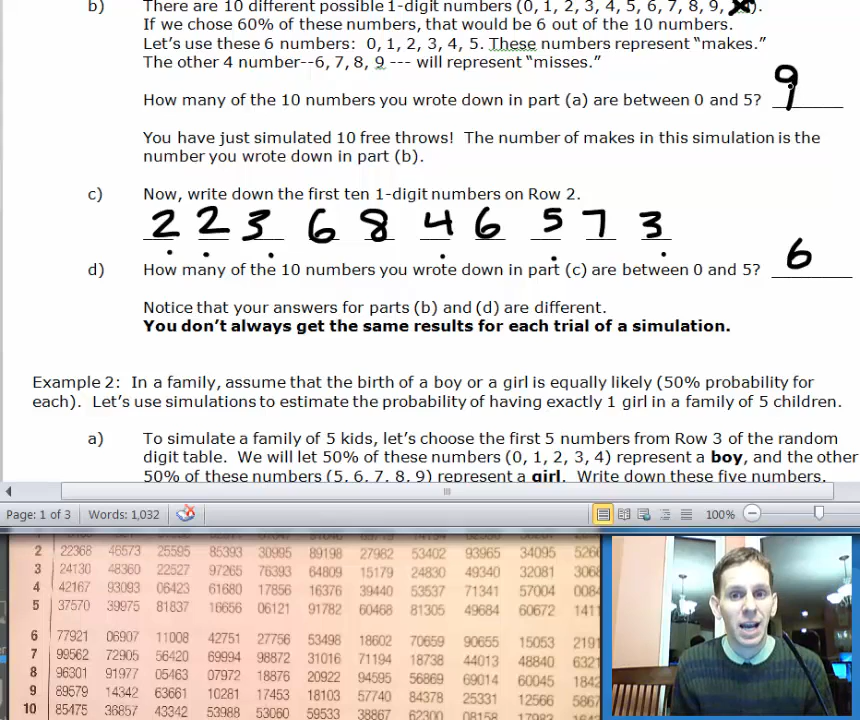 b) There are 10 different possible 1-digit numbers (0, 1, 2, 3, 4, 5, 6, 7, 8, 9, ).
If we chose 60% of these numbers, that would be 6 out of the 10 numbers.
Let's use these 6 numbers: 0, 1, 2, 3, 4, 5. These numbers represent "makes."
The other 4 number--6, 7, 8, 9 --- will represent "misses."
How many of the 10 numbers you wrote down in part (a) are between 0 and 5? 9
You have just simulated 10 free throws! The number of makes in this simulation is the
number you wrote down in part (b).
c) Now, write down the first ten 1-digit numbers on Row 2.
2 2 3 6 8 4 6 5 7 3
d) How many of the 10 numbers you wrote down in part (c) are between 0 and 5? 6
Notice that your answers for parts (b) and (d) are different.
You don't always get the same results for each trial of a simulation.
Example 2: In a family, assume that the birth of a boy or a girl is equally likely (50% probability for
each). Let's use simulations to estimate the probability of having exactly 1 girl in a family of 5 children.
a) To simulate a family of 5 kids, let's choose the first 5 numbers from Row 3 of the random
digit table. We will let 50% of these numbers (0, 1, 2, 3, 4) represent a boy, and the other
50% of these numbers (5, 6, 7, 8, 9) represent a girl. Write down these five numbers.
Page: 1 of 3 Words: 1,032 100%
2 22368 46573 25595 85393 30995 89198 27982 53402 93965 34095 5266
3 24130 48360 22527 97265 76393 64809 15179 24830 49340 32081 3068
4 42167 93093 06423 61680 17856 16376 39440 53537 71341 57004 0084
5 37570 39975 81837 16656 06121 91782 60468 81305 49684 60672 1411
6 77921 06907 11008 42751 27756 53498 18602 70659 90655 15053 2191
7 99562 72905 56420 69994 98872 31016 71194 18738 44013 48840 6321
8 96301 91977 05463 07972 18876 20922 94595 56869 69014 60045 1842
9 89579 14342 63661 10281 17453 18103 57740 84378 25331 12566 5867
10 85475 36857 43342 53988 53060 59533 38867 62300 08158